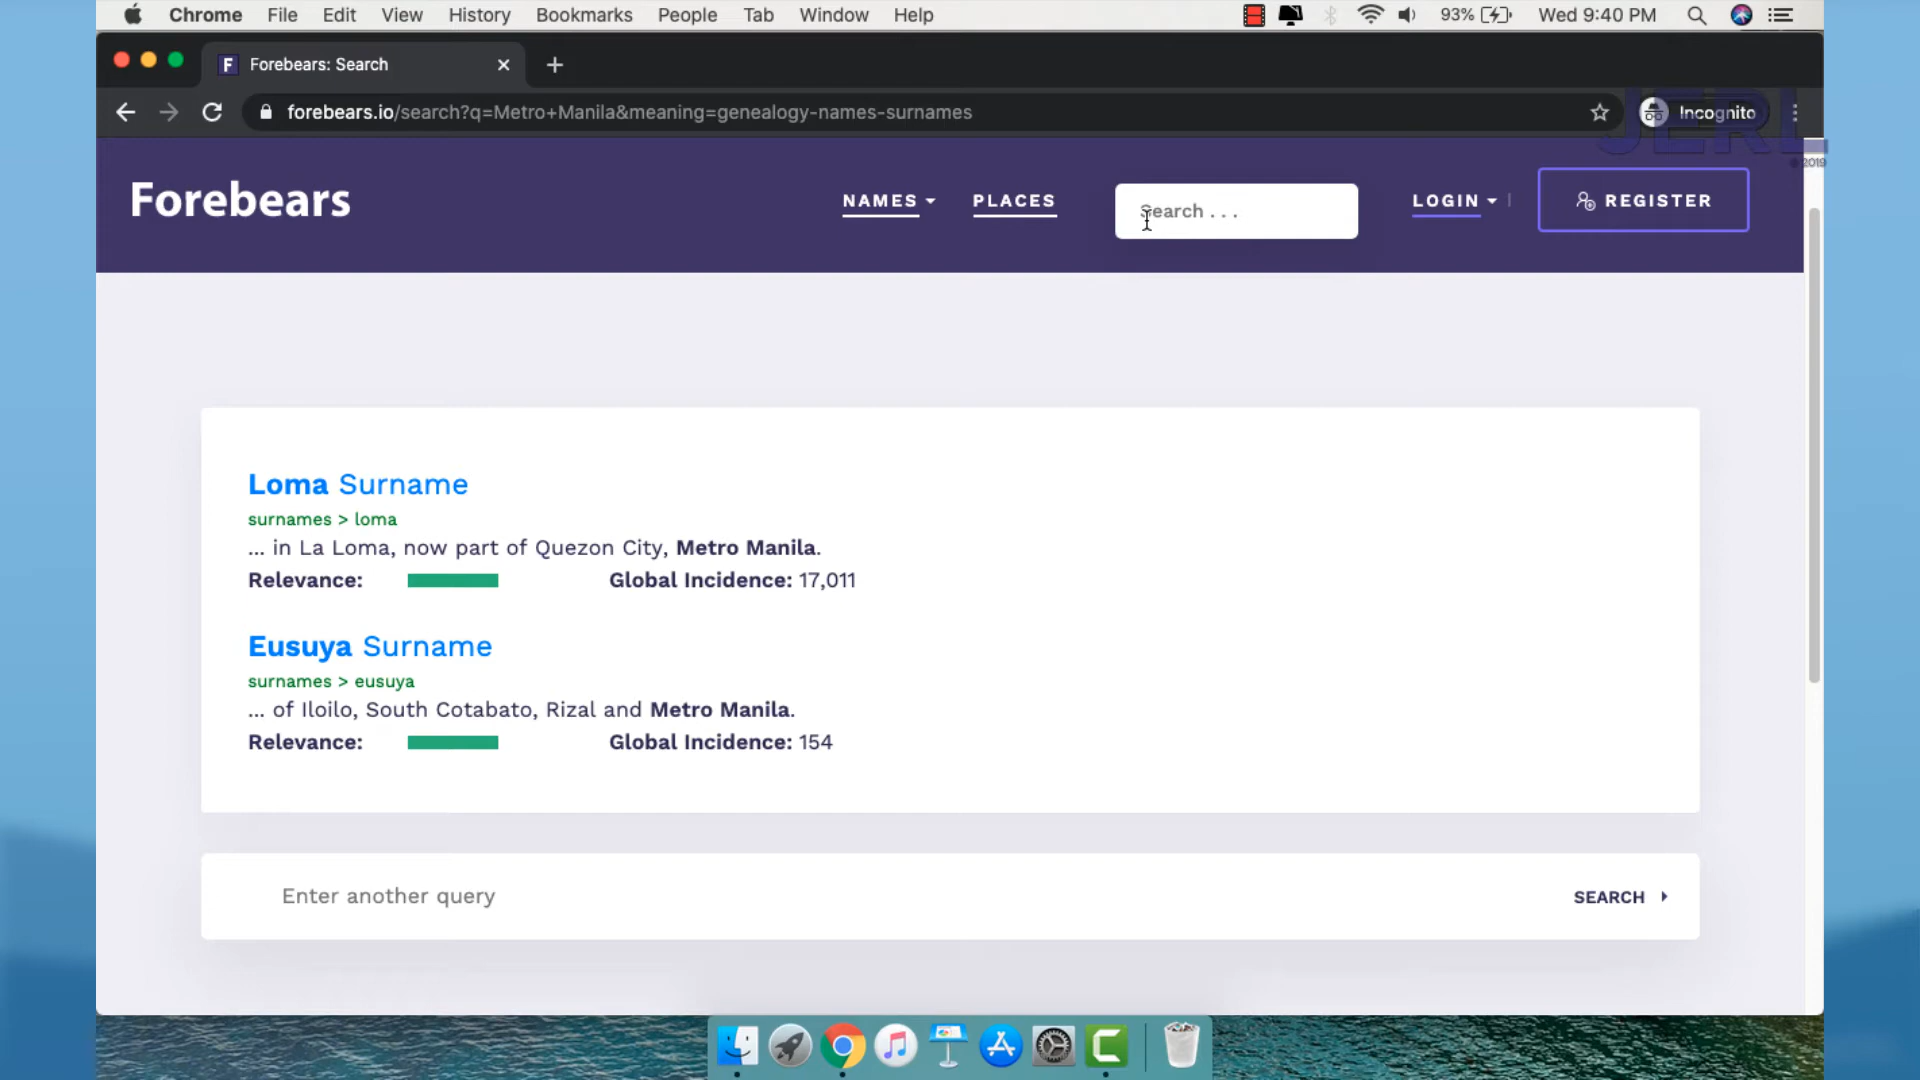 Chrome File Edit View History Bookmarks People Tab Window Help 93% Wed 9:40 PM
F Forebears: Search
forebears.io/search?q=Metro+Manila&meaning=genealogy-names-surnames Incognito
JERL
© 2019
Forebears NAMES PLACES Search . . . LOGIN REGISTER
Loma Surname
surnames > loma
... in La Loma, now part of Quezon City, Metro Manila.
Relevance: Global Incidence: 17,011
Eusuya Surname
surnames > eusuya
... of Iloilo, South Cotabato, Rizal and Metro Manila.
Relevance: Global Incidence: 154
Enter another query SEARCH